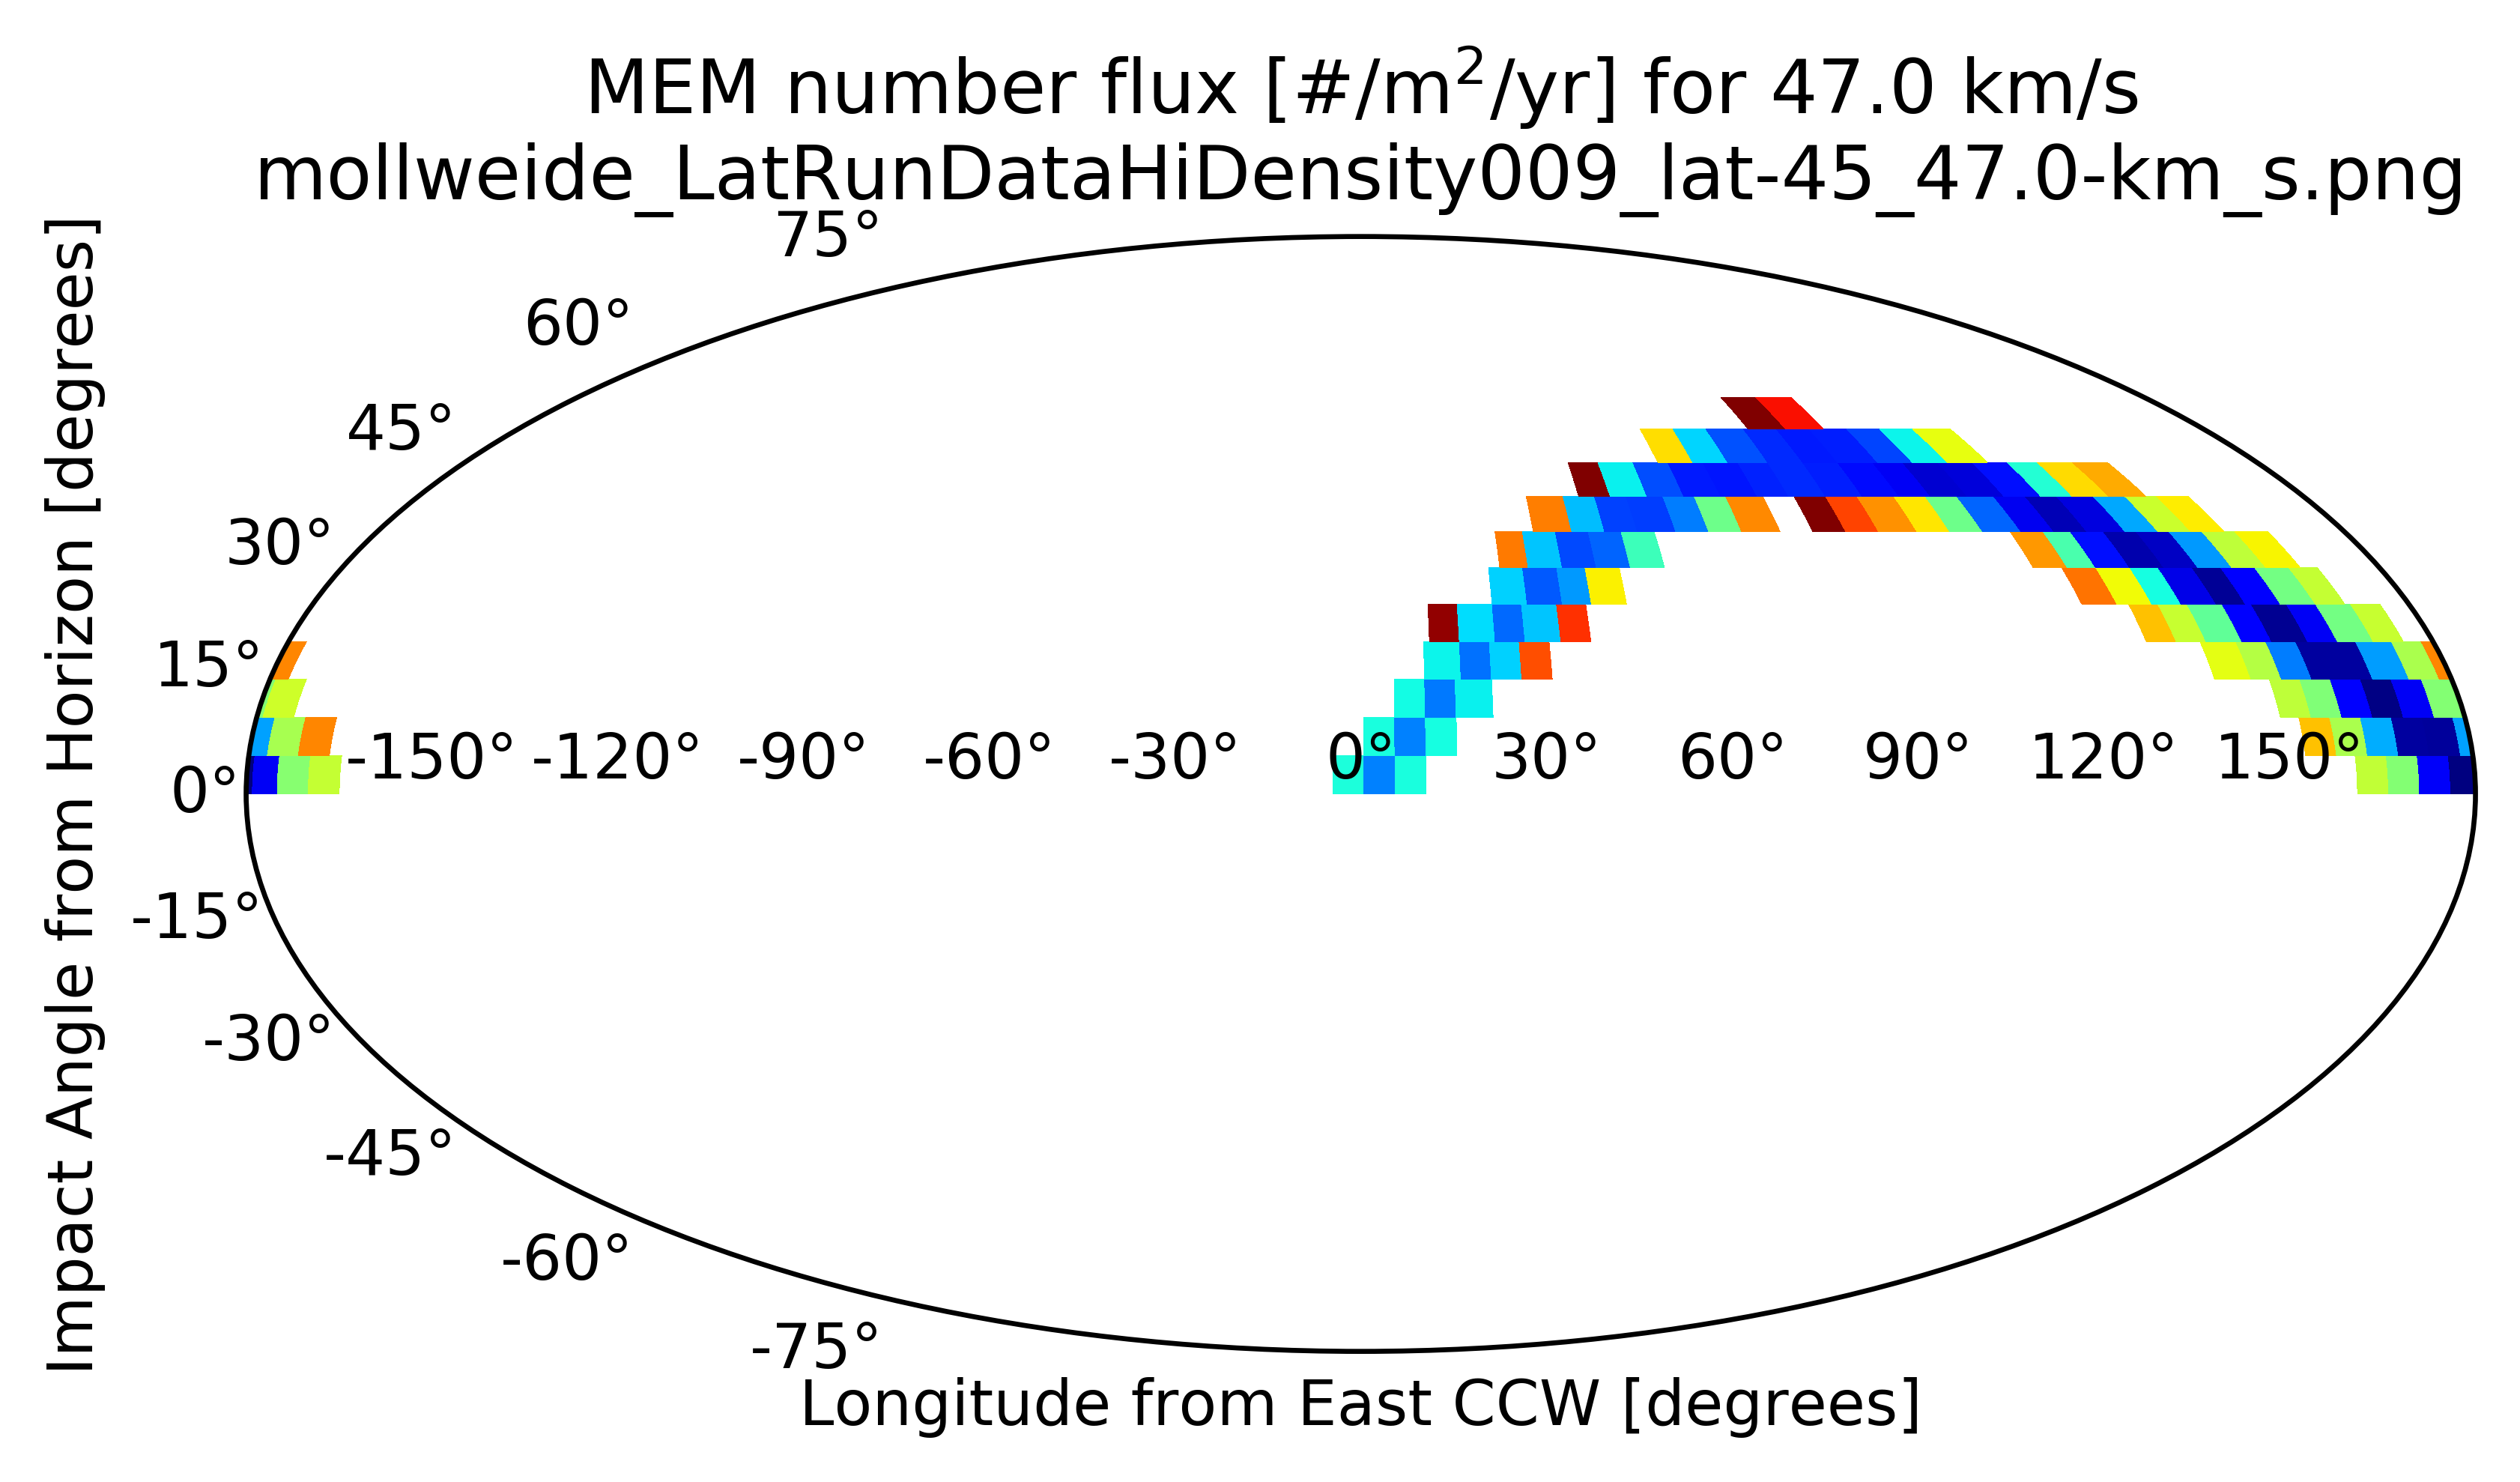 MEM number flux [#/m²/yr] for 47.0 km/s
mollweide_LatRunDataHiDensity009_lat-45_47.0-km_s.png
75°
60°
45°
30°
15°
0°
-15°
-30°
-45°
-60°
-75°
-150° -120° -90° -60° -30° 0° 30° 60° 90° 120° 150°
Impact Angle from Horizon [degrees]
Longitude from East CCW [degrees]